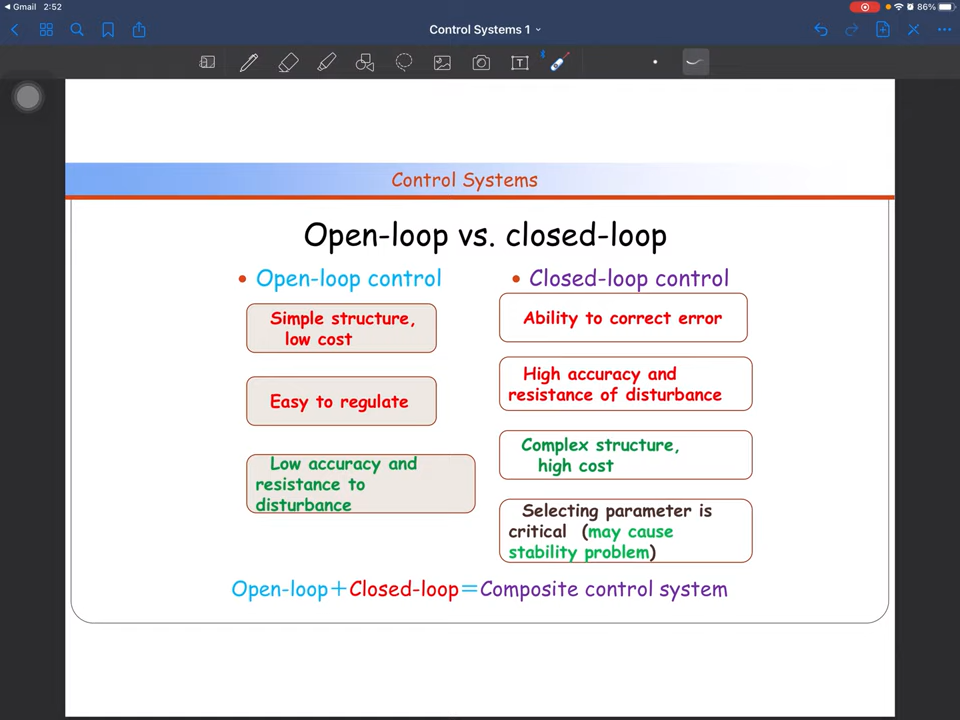 Gmail 2:52
86%
Control Systems 1
Control Systems
Open-loop vs. closed-loop
• Open-loop control
Simple structure,
low cost
Easy to regulate
Low accuracy and
resistance to
disturbance
• Closed-loop control
Ability to correct error
High accuracy and
resistance of disturbance
Complex structure,
high cost
Selecting parameter is
critical (may cause
stability problem)
Open-loop+Closed-loop=Composite control system